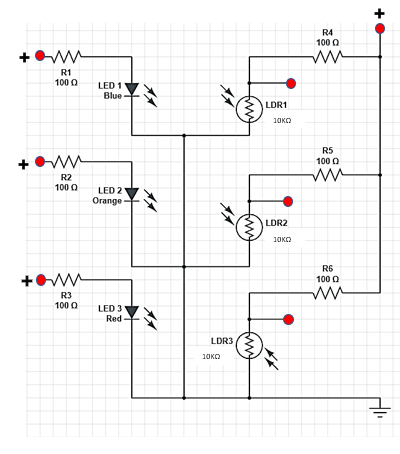 R4
100 Ω
+
+
R1
100 Ω
LED 1
Blue
LDR1
10KΩ
R5
100 Ω
+
R2
100 Ω
LED 2
Orange
LDR2
10KΩ
R6
100 Ω
+
R3
100 Ω
LED 3
Red
LDR3
10KΩ